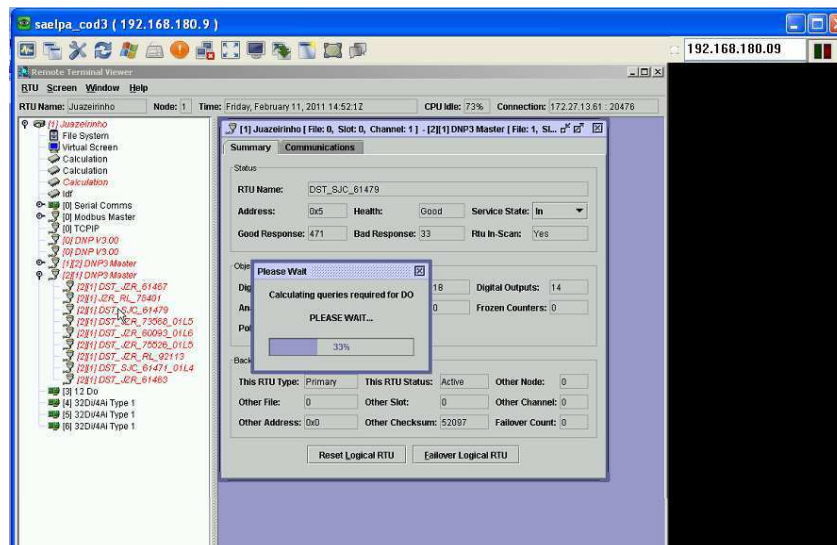 saelpa_cod3 ( 192.168.180.9 )
192.168.180.09
Remote Terminal Viewer
RTU Screen Window Help
RTU Name: Juazeirinho Node: 1 Time: Friday, February 11, 2011 14:52:1Z CPU Idle: 73% Connection: 172.27.13.61 : 20476
[1] Juazeirinho
File System
Virtual Screen
Calculation
Calculation
Calculation
ldf
[0] Serial Comms
[0] Modbus Master
[0] TCPIP
[0] DNP V3.00
[0] DNP V3.00
[1][2] DNP3 Master
[2][1] DNP3 Master
[2][1] DST_JZR_61467
[2][1] JZR_RL_78401
[2][1] DST_SJC_61479
[2][1] DST_JZR_73568_01L5
[2][1] DST_JZR_60093_01L6
[2][1] DST_JZR_75526_01L5
[2][1] DST_JZR_RL_92113
[2][1] DST_SJC_61471_01L4
[2][1] DST_JZR_61463
[3] 12 Do
[4] 32Di/4Ai Type 1
[5] 32Di/4Ai Type 1
[6] 32Di/4Ai Type 1
[1] Juazeirinho [ File: 0, Slot: 0, Channel: 1 ] - [2][1] DNP3 Master [ File: 1, Sl...
Summary Communications
Status
RTU Name: DST_SJC_61479
Address: 0x5 Health: Good Service State: In
Good Response: 471 Bad Response: 33 Rtu In-Scan: Yes
Obje
Dig 18 Digital Outputs: 14
An 0 Frozen Counters: 0
Pol
Please Wait
Calculating queries required for DO
PLEASE WAIT...
33%
Back
This RTU Type: Primary This RTU Status: Active Other Node: 0
Other File: 0 Other Slot: 0 Other Channel: 0
Other Address: 0x0 Other Checksum: 52097 Failover Count: 0
Reset Logical RTU Failover Logical RTU